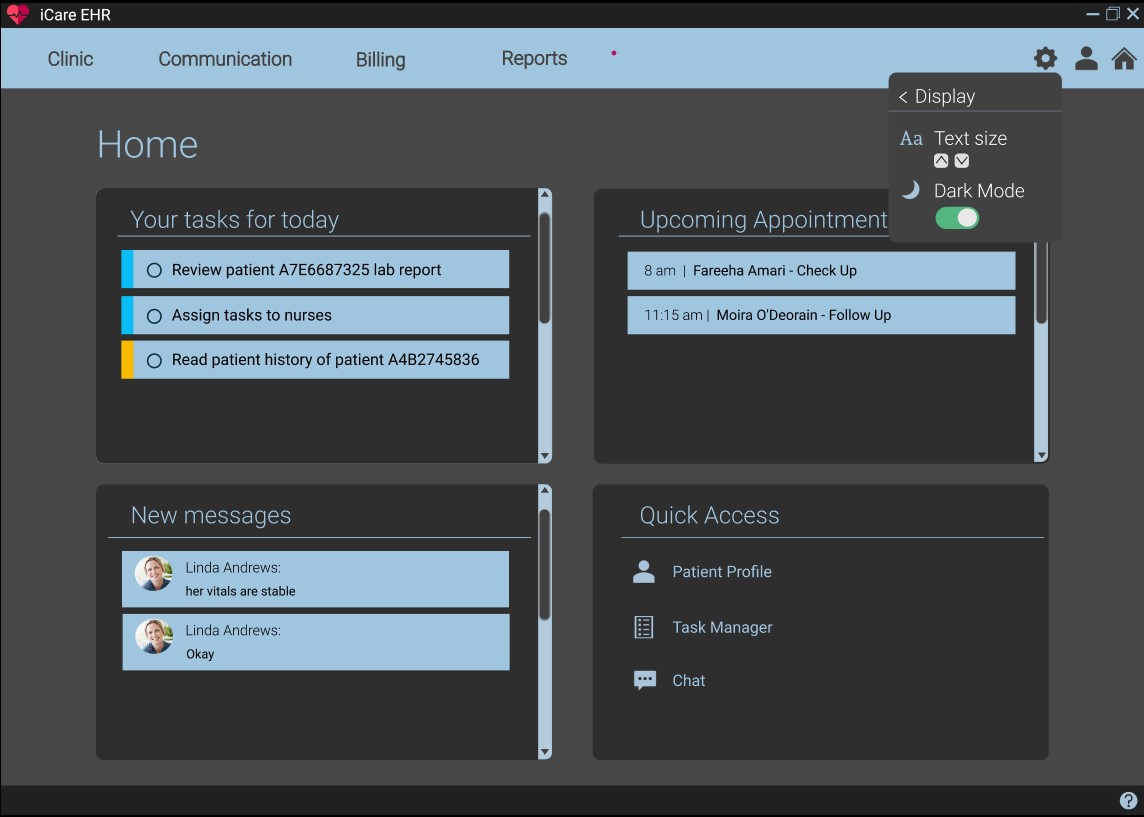 iCare EHR
Clinic
Communication
Billing
Reports
< Display
Aa Text size
Dark Mode
Home
Your tasks for today
Review patient A7E6687325 lab report
Assign tasks to nurses
Read patient history of patient A4B2745836
Upcoming Appointment
8 am | Fareeha Amari - Check Up
11:15 am | Moira O'Deorain - Follow Up
New messages
Linda Andrews:
her vitals are stable
Linda Andrews:
Okay
Quick Access
Patient Profile
Task Manager
Chat
?